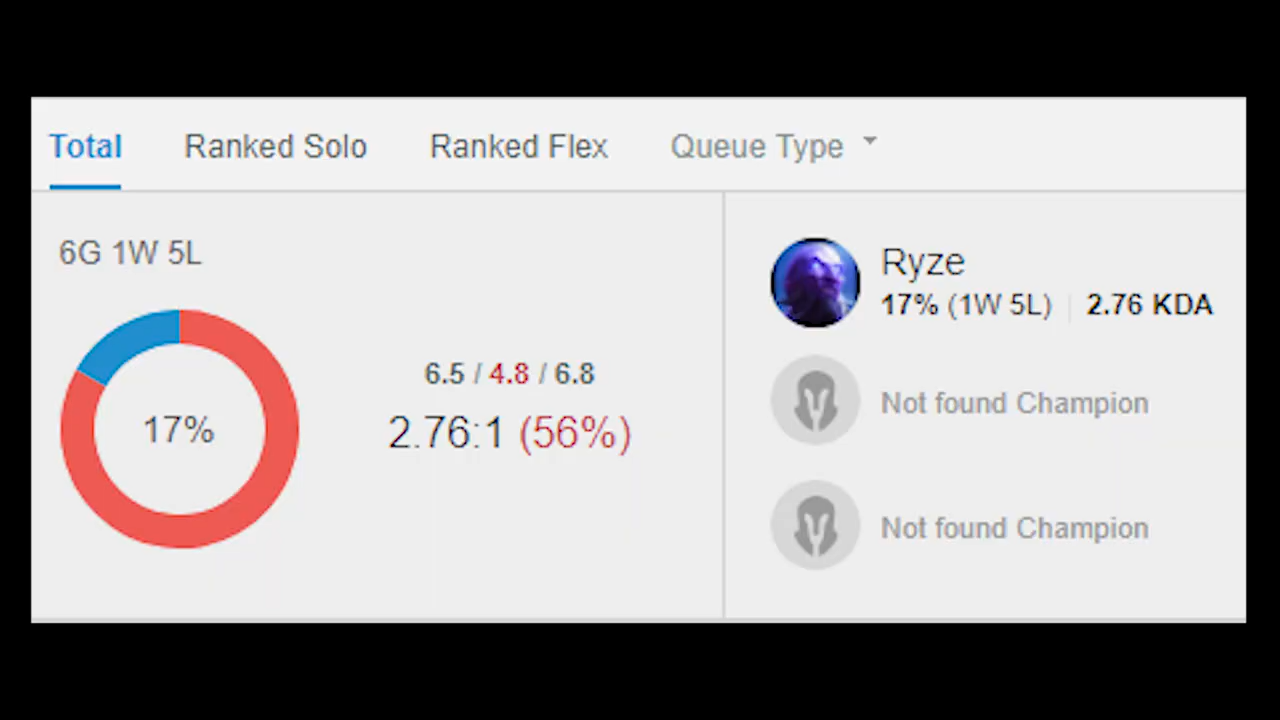 Total Ranked Solo Ranked Flex Queue Type
6G 1W 5L
17%
6.5 / 4.8 / 6.8
2.76:1 (56%)
Ryze
17% (1W 5L) 2.76 KDA
Not found Champion
Not found Champion